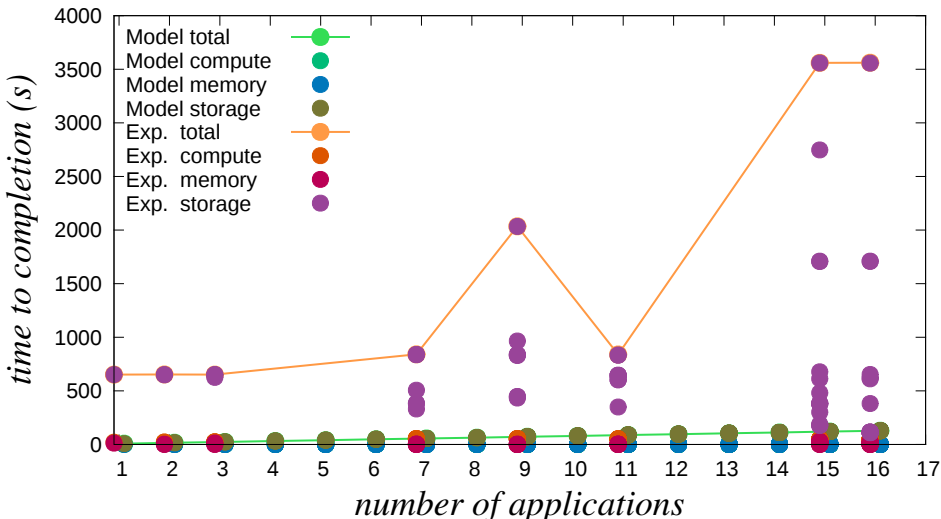 4000
3500
3000
2500
2000
1500
1000
500
0
time to completion (s)
Model total
Model compute
Model memory
Model storage
Exp. total
Exp. compute
Exp. memory
Exp. storage
1 2 3 4 5 6 7 8 9 10 11 12 13 14 15 16 17
number of applications